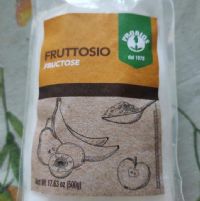 PROBIOS
dal 1978
FRUTTOSIO
FRUCTOSE
Net Wt. 17.63 oz (500g)